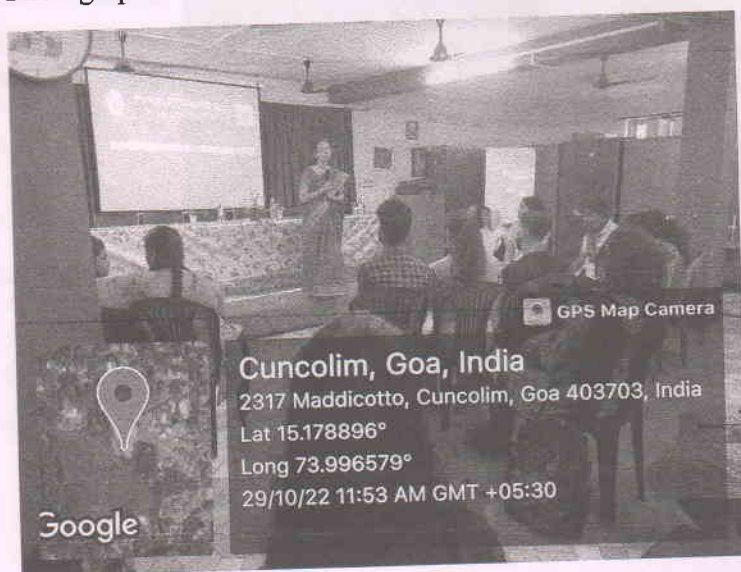 GPS Map Camera
Cuncolim, Goa, India
2317 Maddicotto, Cuncolim, Goa 403703, India
Lat 15.178896°
Long 73.996579°
29/10/22 11:53 AM GMT +05:30
Google